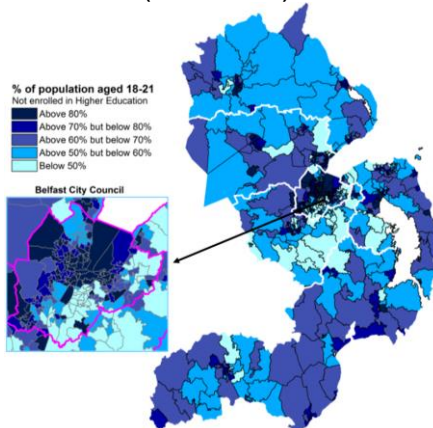 % of population aged 18-21
Not enrolled in Higher Education
Above 80%
Above 70% but below 80%
Above 60% but below 70%
Above 50% but below 60%
Below 50%
Belfast City Council